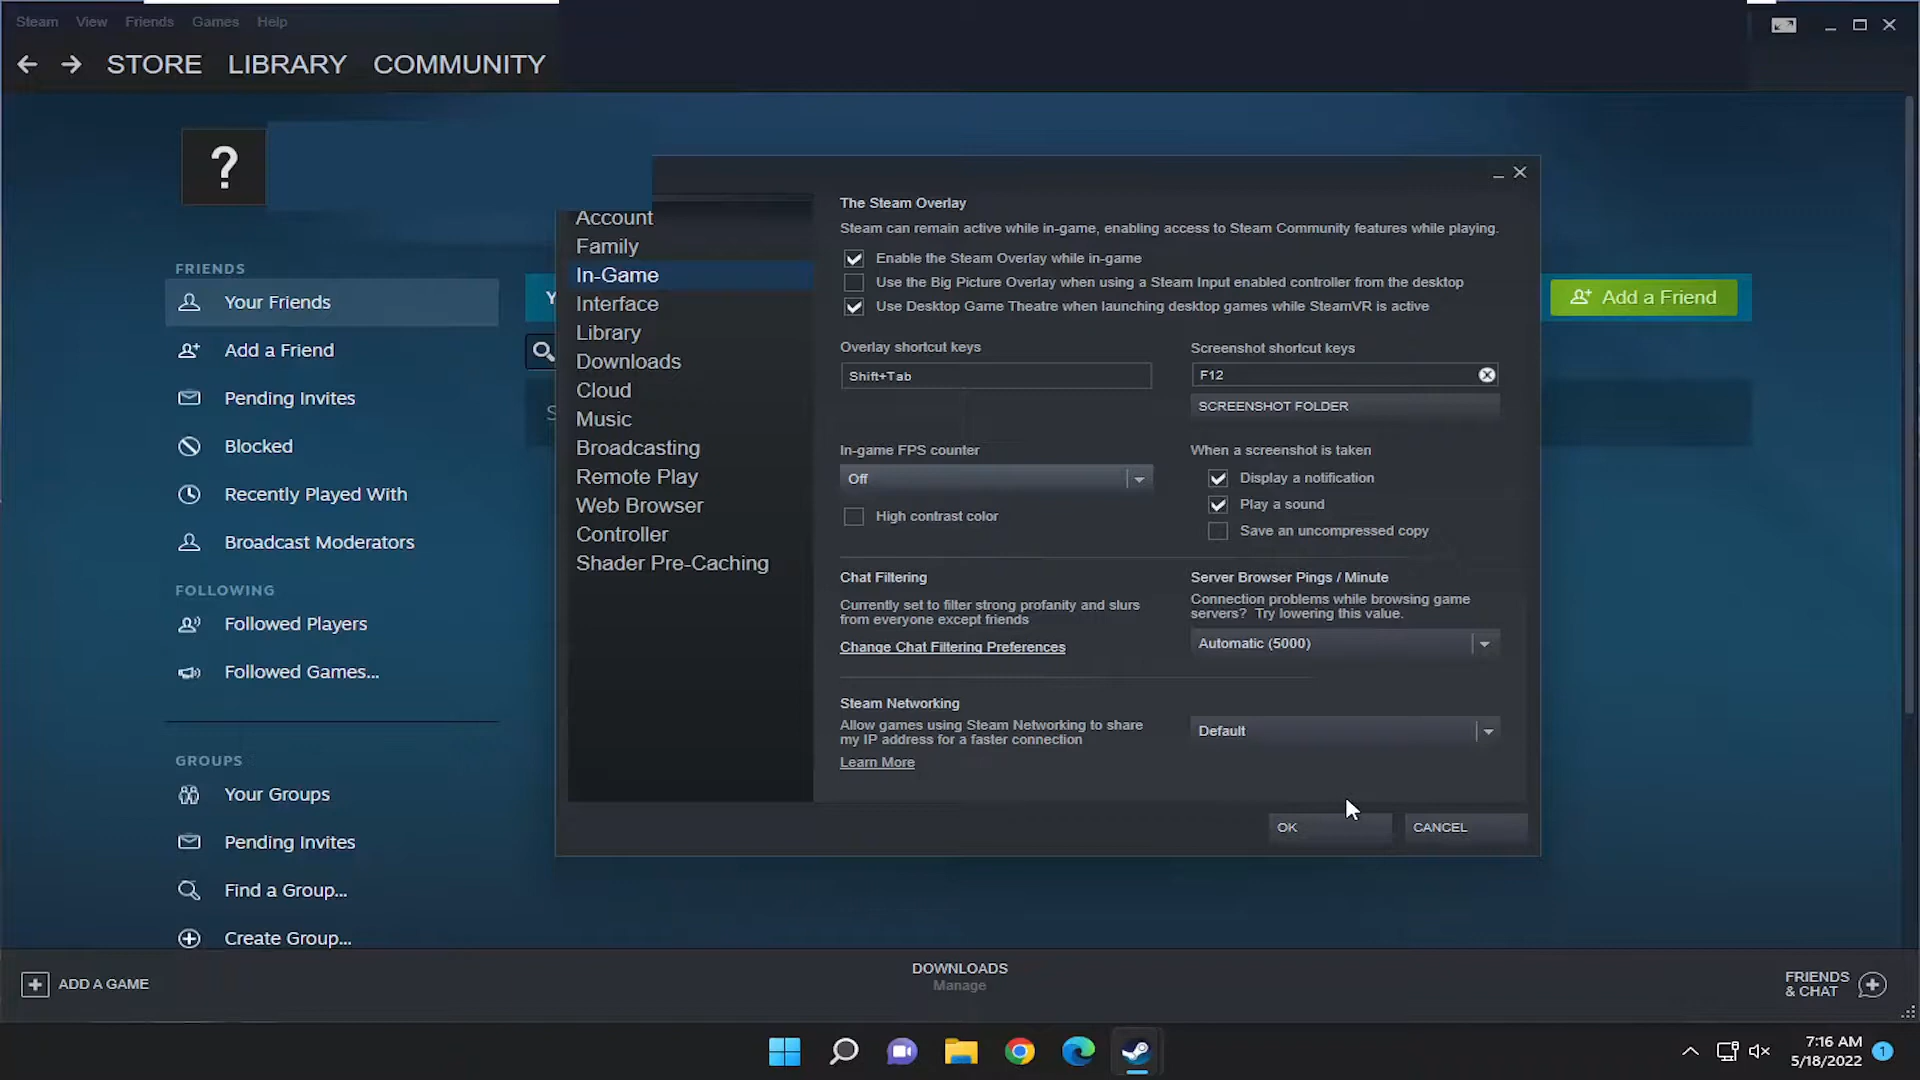 Steam View Friends Games Help
STORE LIBRARY COMMUNITY
?
FRIENDS
Your Friends
Add a Friend
Pending Invites
Blocked
Recently Played With
Broadcast Moderators
FOLLOWING
Followed Players
Followed Games...
GROUPS
Your Groups
Pending Invites
Find a Group...
Create Group...
Add a Friend
Account
Family
In-Game
Interface
Library
Downloads
Cloud
Music
Broadcasting
Remote Play
Web Browser
Controller
Shader Pre-Caching
The Steam Overlay
Steam can remain active while in-game, enabling access to Steam Community features while playing.
Enable the Steam Overlay while in-game
Use the Big Picture Overlay when using a Steam Input enabled controller from the desktop
Use Desktop Game Theatre when launching desktop games while SteamVR is active
Overlay shortcut keys
Shift+Tab
Screenshot shortcut keys
F12
SCREENSHOT FOLDER
In-game FPS counter
Off
High contrast color
When a screenshot is taken
Display a notification
Play a sound
Save an uncompressed copy
Chat Filtering
Currently set to filter strong profanity and slurs
from everyone except friends
Change Chat Filtering Preferences
Server Browser Pings / Minute
Connection problems while browsing game
servers? Try lowering this value.
Automatic (5000)
Steam Networking
Allow games using Steam Networking to share
my IP address for a faster connection
Learn More
Default
OK
CANCEL
ADD A GAME
DOWNLOADS
Manage
FRIENDS
& CHAT
7:16 AM
5/18/2022
1